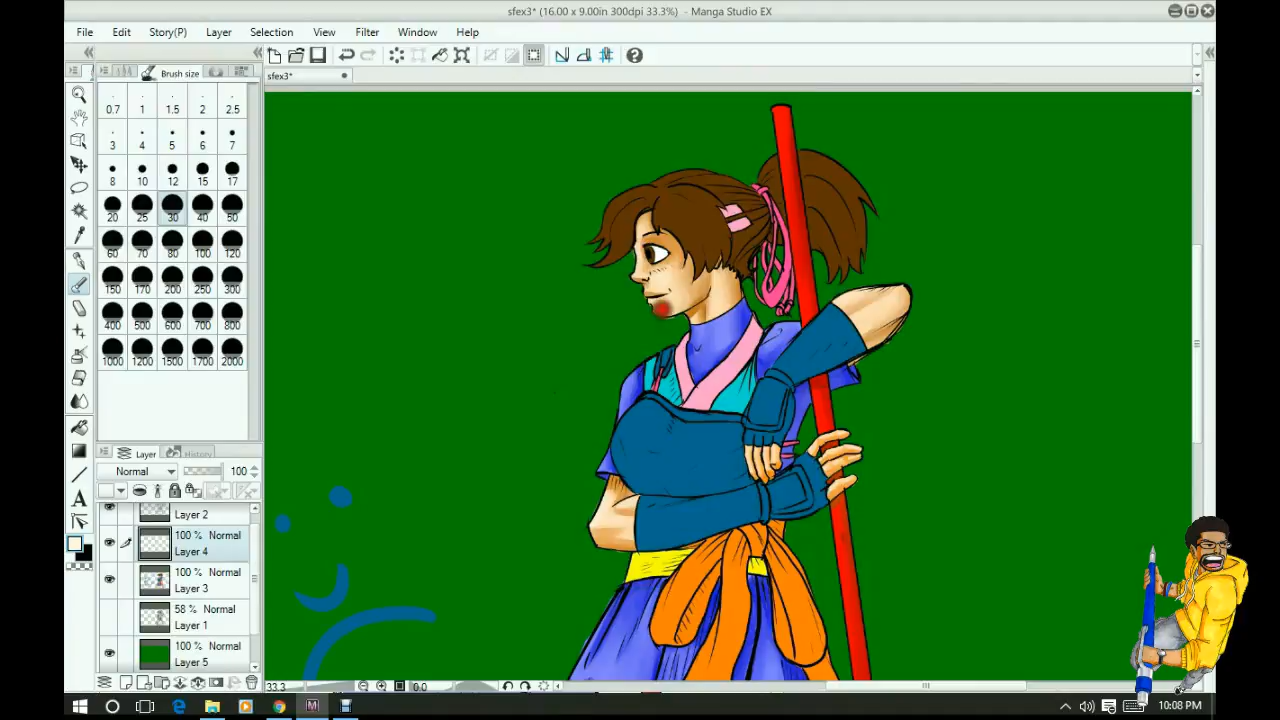 sfex3* (16.00 x 9.00in 300dpi 33.3%) - Manga Studio EX
File Edit Story(P) Layer Selection View Filter Window Help
sfex3*
Brush size
0.7 1 1.5 2 2.5
3 4 5 6 7
8 10 12 15 17
20 25 30 40 50
60 70 80 100 120
150 170 200 250 300
400 500 600 700 800
1000 1200 1500 1700 2000
Layer History
Normal 100
Layer 2
100 % Normal
Layer 4
100 % Normal
Layer 3
58 % Normal
Layer 1
100 % Normal
Layer 5
33.3 0.0
10:08 PM